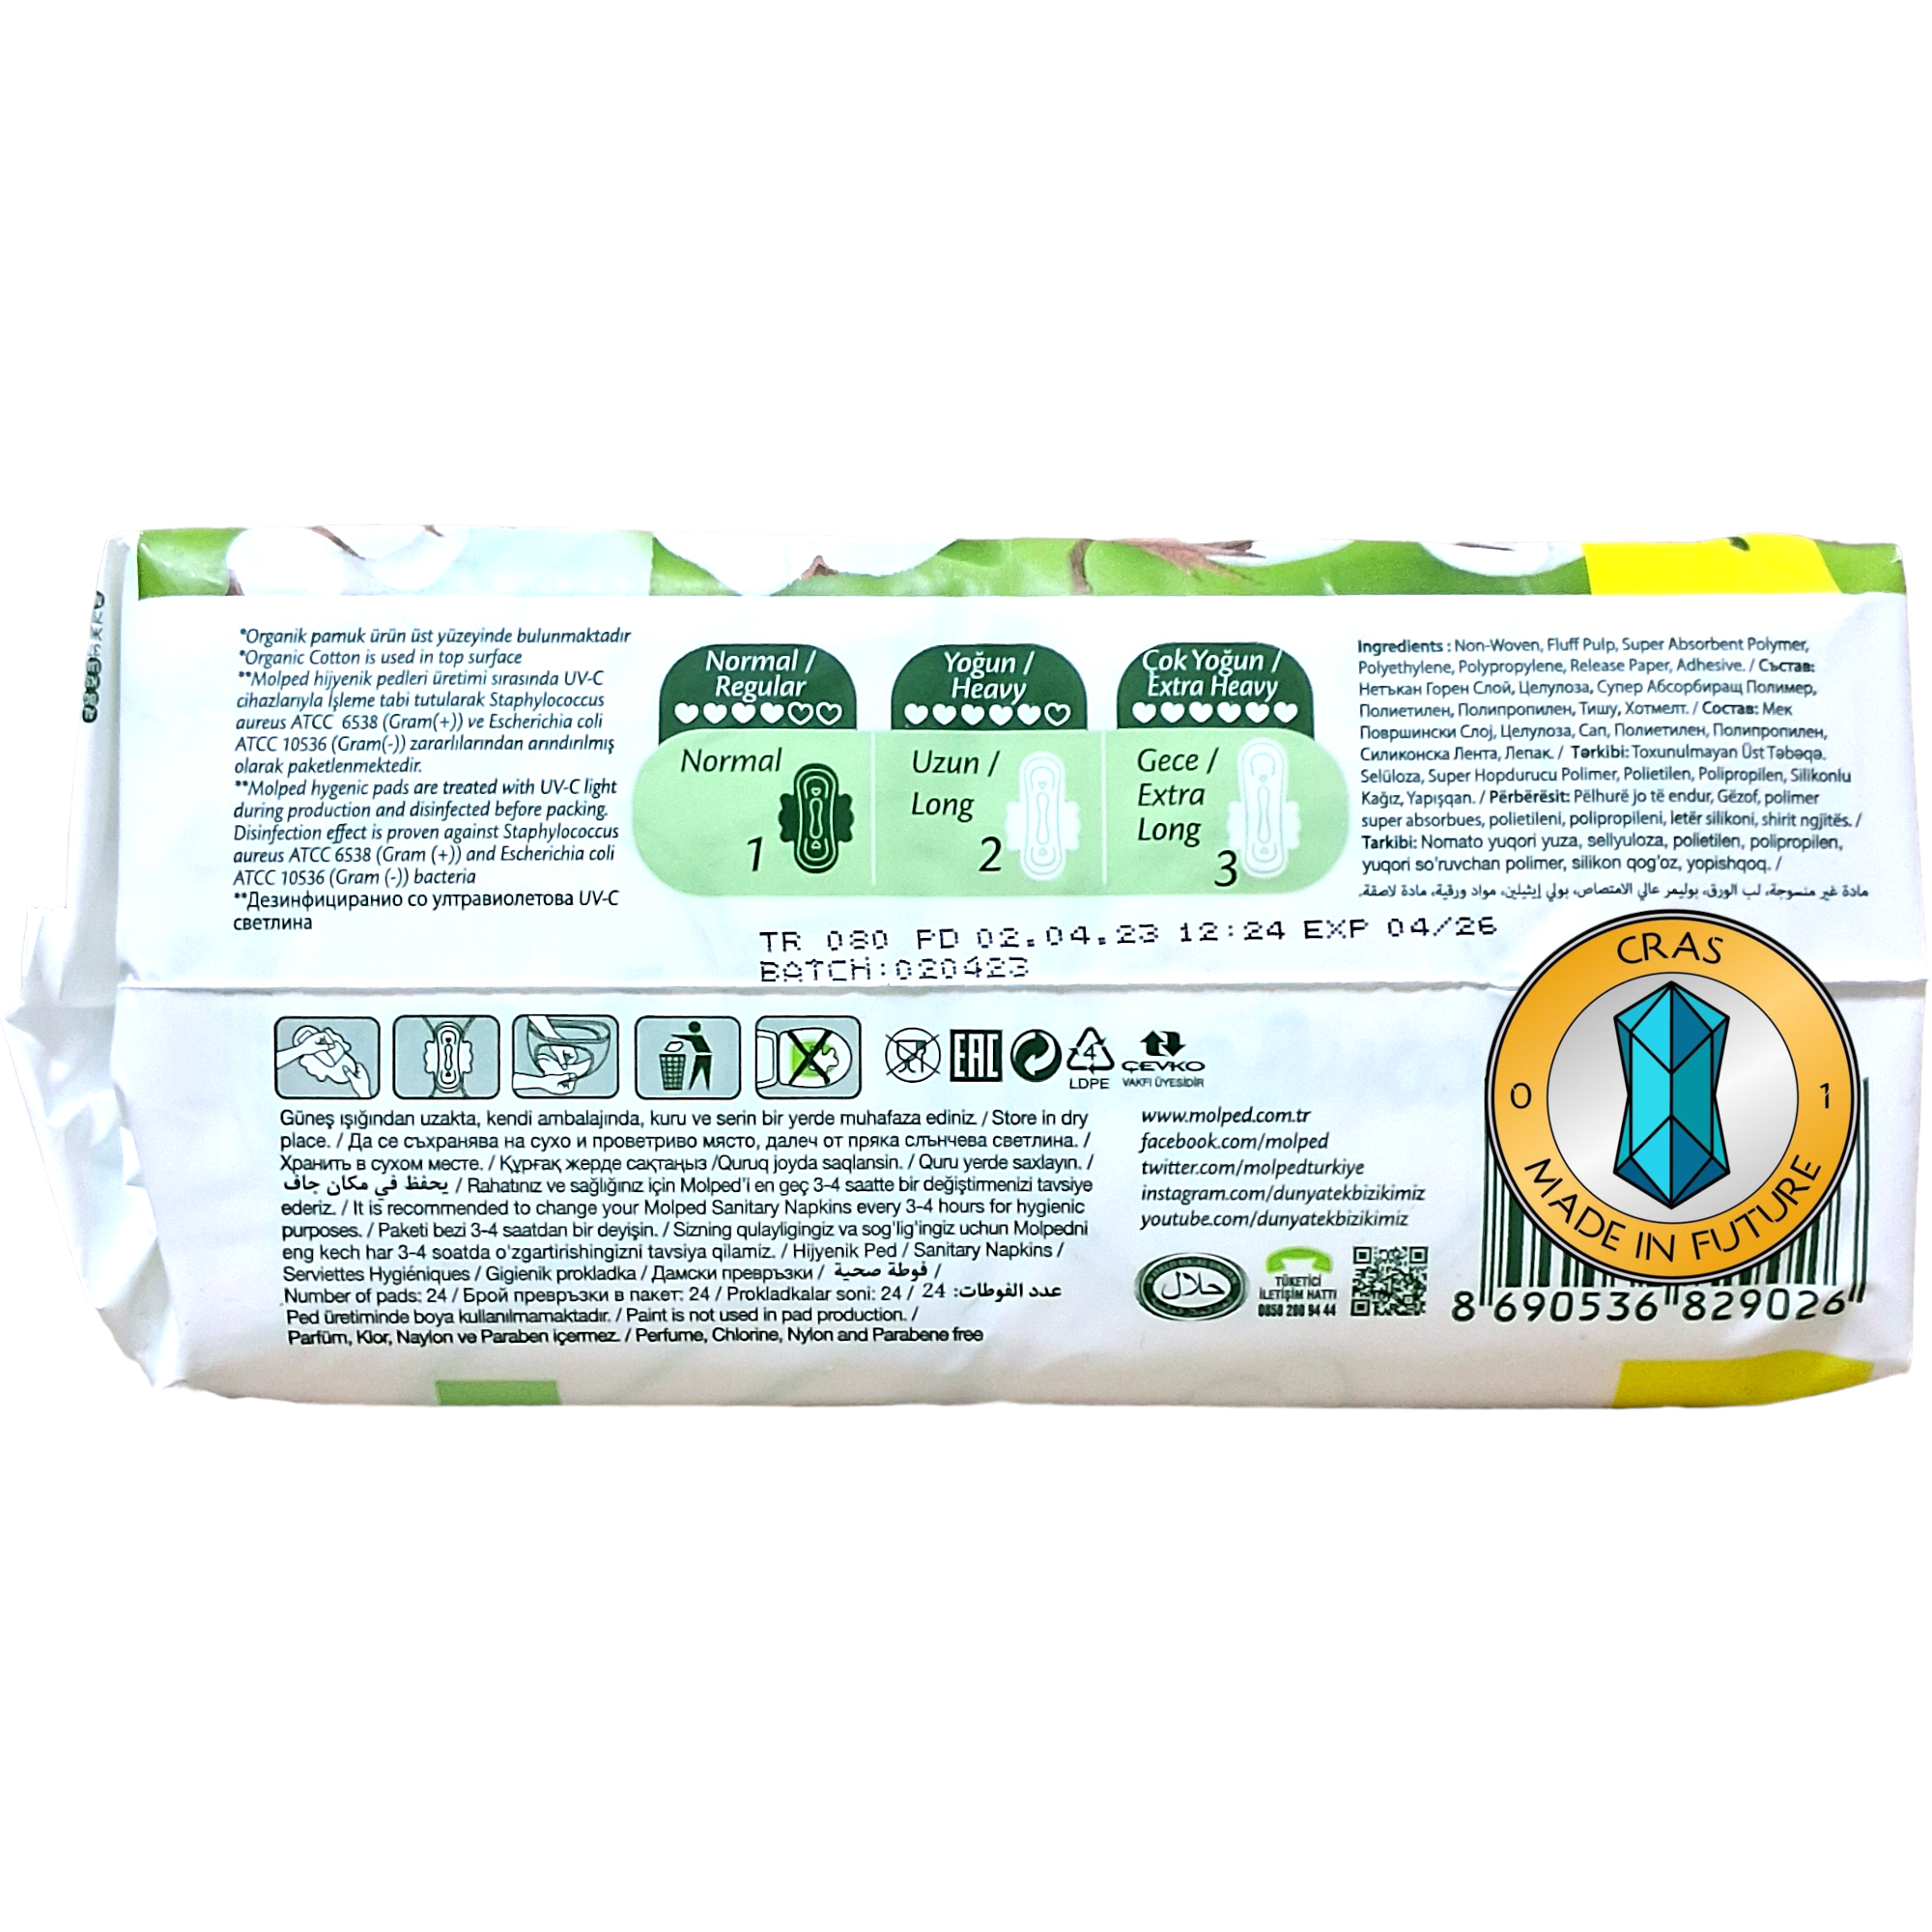 *Organik pamuk ürün üst yüzeyinde bulunmaktadır
*Organic Cotton is used in top surface
**Molped hijyenik pedleri üretimi sırasında UV-C
cihazlarıyla İşleme tabi tutularak Staphylococcus
aureus ATCC 6538 (Gram(+)) ve Escherichia coli
ATCC 10536 (Gram(-)) zararlılarından arındırılmış
olarak paketlenmektedir.
**Molped hygenic pads are treated with UV-C light
during production and disinfected before packing.
Disinfection effect is proven against Staphylococcus
aureus ATCC 6538 (Gram (+)) and Escherichia coli
ATCC 10536 (Gram (-)) bacteria
**Дезинфициранио со ултравиолетова UV-C
светлина
Normal /
Regular
Normal
1
Yoğun /
Heavy
Uzun /
Long
2
Çok Yoğun /
Extra Heavy
Gece /
Extra
Long
3
Ingredients : Non-Woven, Fluff Pulp, Super Absorbent Polymer,
Polyethylene, Polypropylene, Release Paper, Adhesive. / Състав:
Нетъкан Горен Слой, Целулоза, Супер Абсорбиращ Полимер,
Полиетилен, Полипропилен, Тишу, Хотмелт. / Состав: Мек
Површински Слој, Целулоза, Сап, Полиетилен, Полипропилен,
Силиконска Лента, Лепак. / Tərkibi: Toxunulmayan Üst Təbəqə.
Selüloza, Super Hopdurucu Polimer, Polietilen, Polipropilen, Silikonlu
Kağız, Yapışqan. / Përbërësit: Pëlhurë jo të endur, Gëzof, polimer
super absorbues, polietileni, polipropileni, letër silikoni, shirit ngjitës. /
Tarkibi: Nomato yuqori yuza, sellyuloza, polietilen, polipropilen,
yuqori so'ruvchan polimer, silikon qog'oz, yopishqoq. /
مادة غير منسوجة، لب الورق، بوليمر عالي الامتصاص، بولي إيثيلين، مواد ورقية، مادة لاصقة.
TR 080 PD 02.04.23 12:24 EXP 04/26
BATCH:020423
EAC
4
LDPE
ÇEVKO
VAKFI ÜYESİDİR
Güneş ışığından uzakta, kendi ambalajında, kuru ve serin bir yerde muhafaza ediniz. / Store in dry
place. / Да се съхранява на сухо и проветриво място, далеч от пряка слънчева светлина. /
Хранить в сухом месте. / Құрғақ жерде сақтаңыз /Quruq joyda saqlansin. / Quru yerde saxlayın. /
يحفظ في مكان جاف / Rahatınız ve sağlığınız için Molped'i en geç 3-4 saatte bir değiştirmenizi tavsiye
ederiz. / It is recommended to change your Molped Sanitary Napkins every 3-4 hours for hygienic
purposes. / Paketi bezi 3-4 saatdan bir deyişin. / Sizning qulayligingiz va sog'lig'ingiz uchun Molpedni
eng kech har 3-4 soatda o'zgartirishingizni tavsiya qilamiz. / Hijyenik Ped / Sanitary Napkins /
Serviettes Hygiéniques / Gigienik prokladka / Дамски превръзки / فوطة صحية /
Number of pads: 24 / Брой превръзки в пакет: 24 / Prokladkalar soni: 24 / عدد الفوطات: 24
Ped üretiminde boya kullanılmamaktadır. / Paint is not used in pad production. /
Parfüm, Klor, Naylon ve Paraben içermez. / Perfume, Chlorine, Nylon and Parabene free
www.molped.com.tr
facebook.com/molped
twitter.com/molpedturkiye
instagram.com/dunyatekbizikimiz
youtube.com/dunyatekbizikimiz
حلال
TÜKETİCİ
İLETİŞİM HATTI
0850 200 94 44
8 690536 829026
CRAS
0 1
MADE IN FUTURE